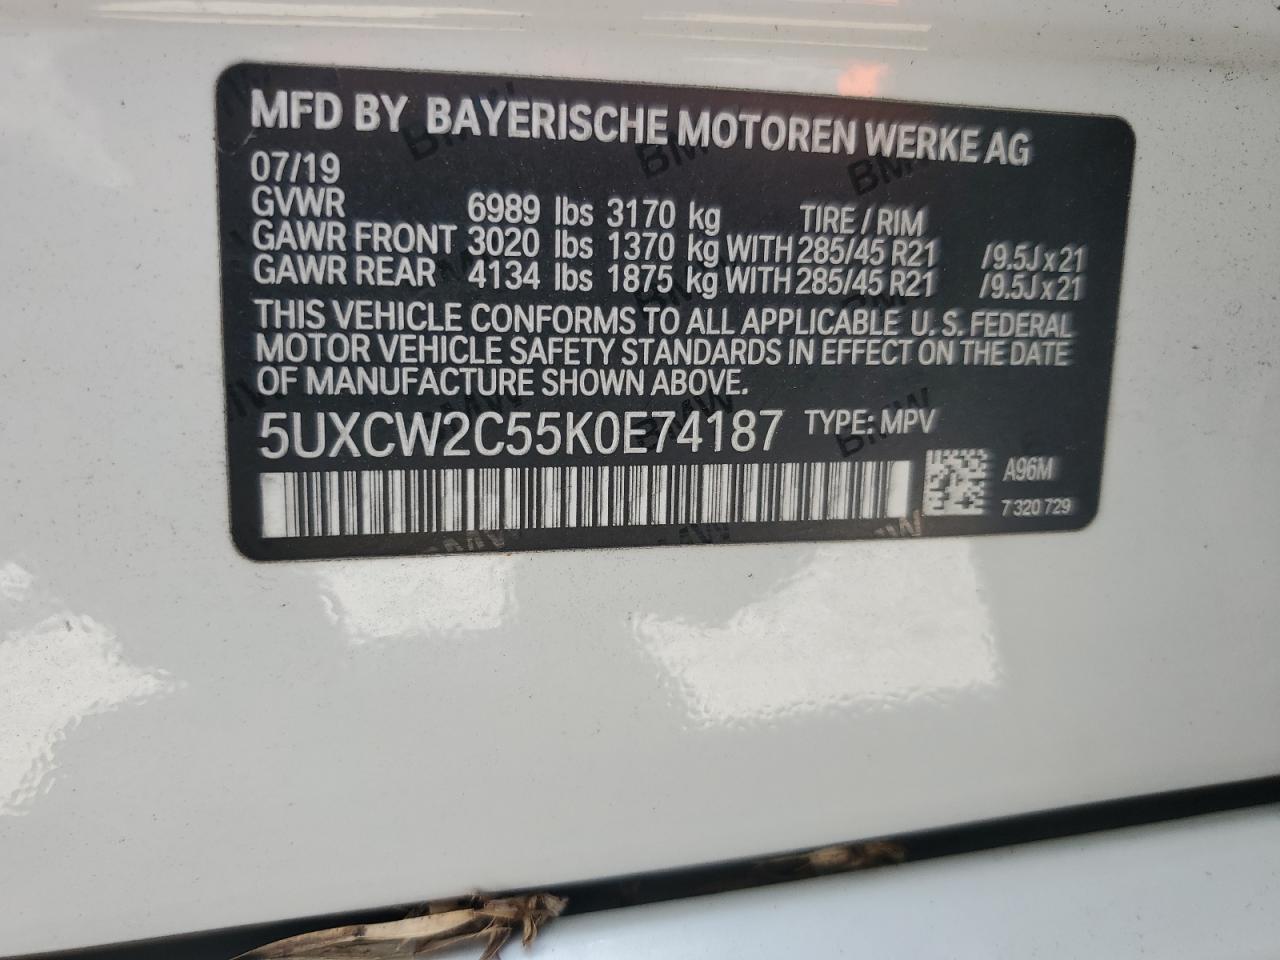 MFD BY BAYERISCHE MOTOREN WERKE AG
07/19
GVWR 6989 lbs 3170 kg TIRE / RIM
GAWR FRONT 3020 lbs 1370 kg WITH 285/45 R21 /9.5J x 21
GAWR REAR 4134 lbs 1875 kg WITH 285/45 R21 /9.5J x 21
THIS VEHICLE CONFORMS TO ALL APPLICABLE U.S. FEDERAL
MOTOR VEHICLE SAFETY STANDARDS IN EFFECT ON THE DATE
OF MANUFACTURE SHOWN ABOVE.
5UXCW2C55K0E74187 TYPE: MPV
A96M
7 320 729